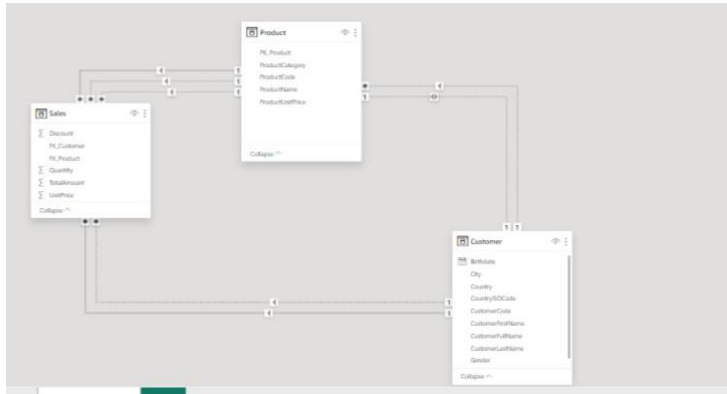 Product
PK_Product
ProductCategory
ProductCode
ProductName
ProductUnitPrice
Collapse
Sales
Discount
FK_Customer
FK_Product
Quantity
TotalAmount
UnitPrice
Collapse
Customer
Birthdate
City
Country
CountryISOCode
CustomerCode
CustomerFirstName
CustomerFullName
CustomerLastName
Gender
Collapse